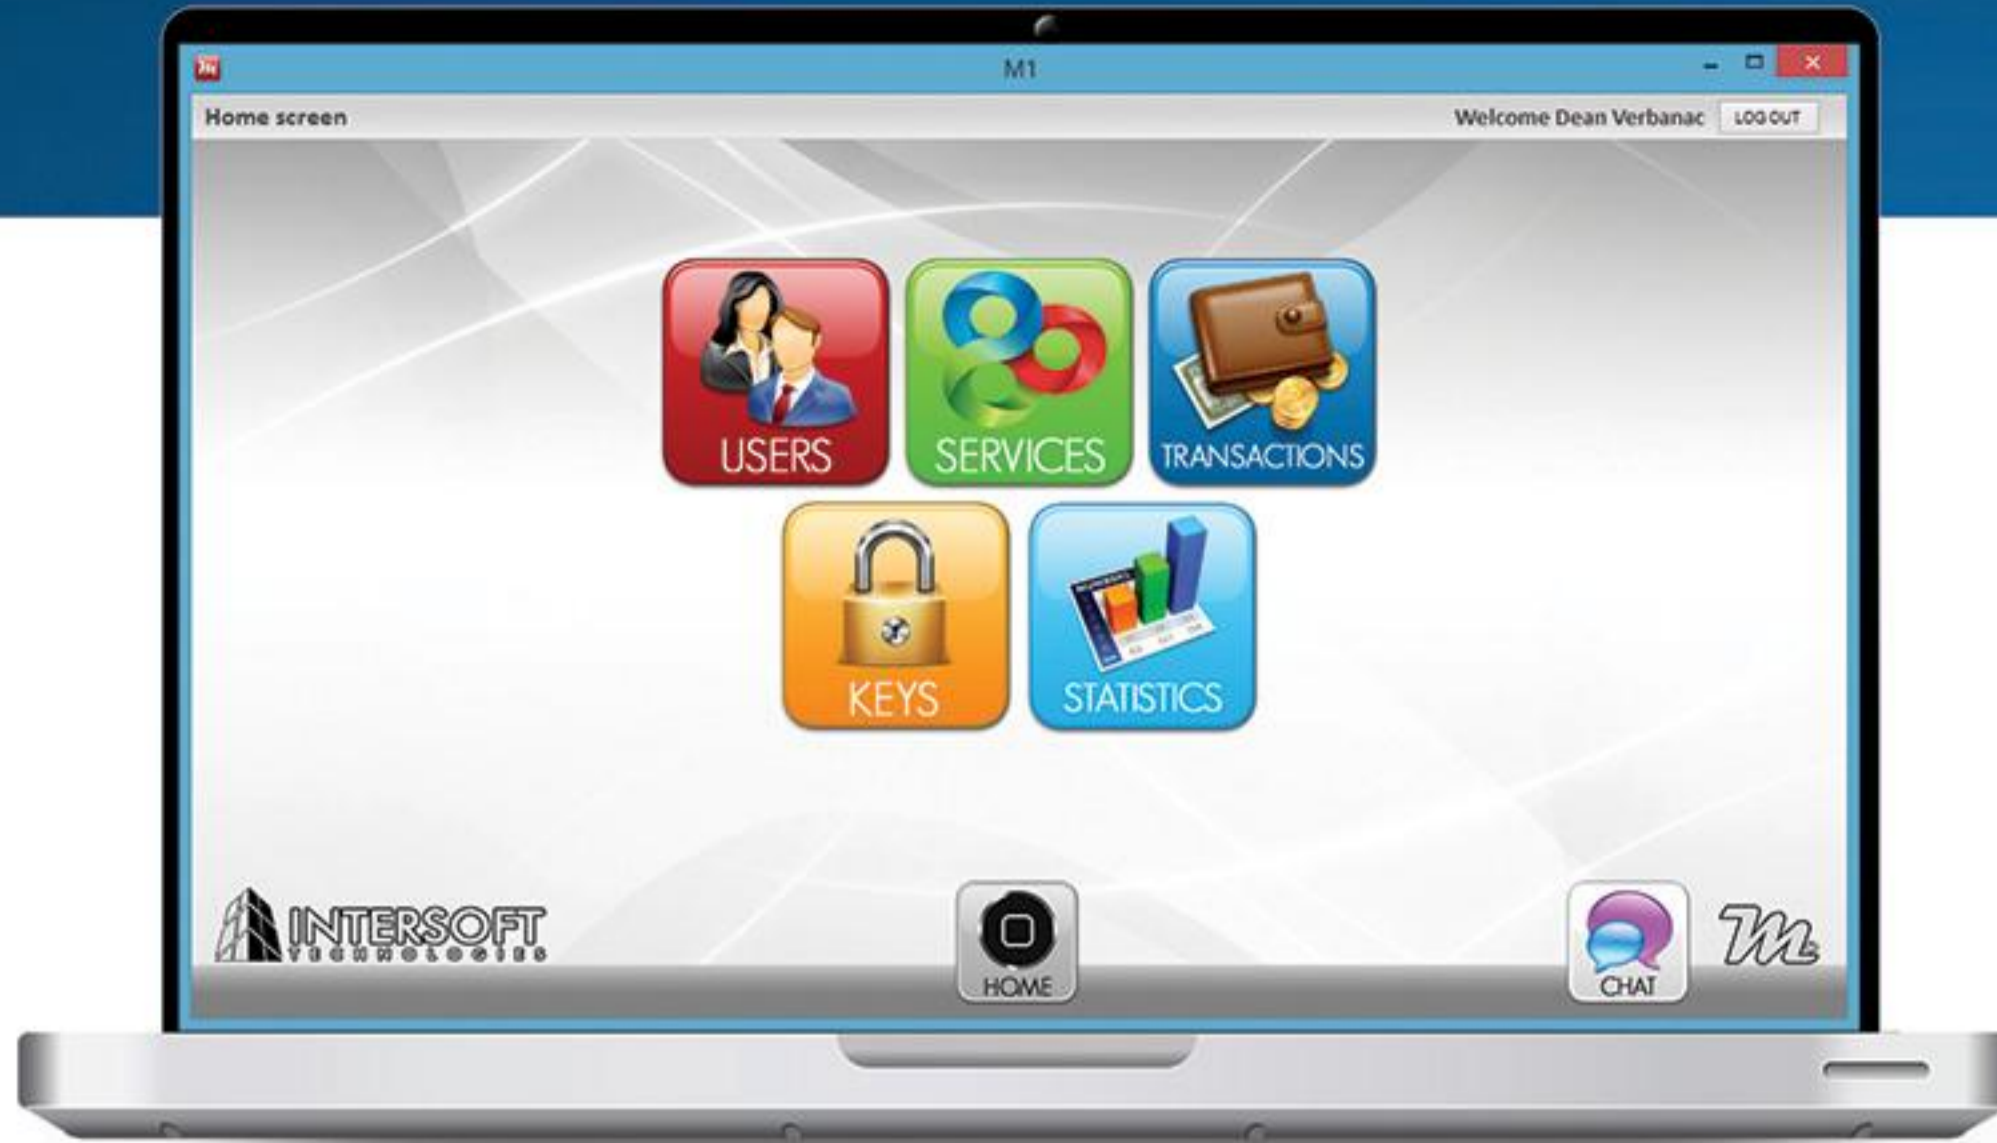 M1
Home screen
Welcome Dean Verbanac LOG OUT
USERS SERVICES TRANSACTIONS
KEYS STATISTICS
INTERSOFT
TECHNOLOGIES
HOME
CHAT